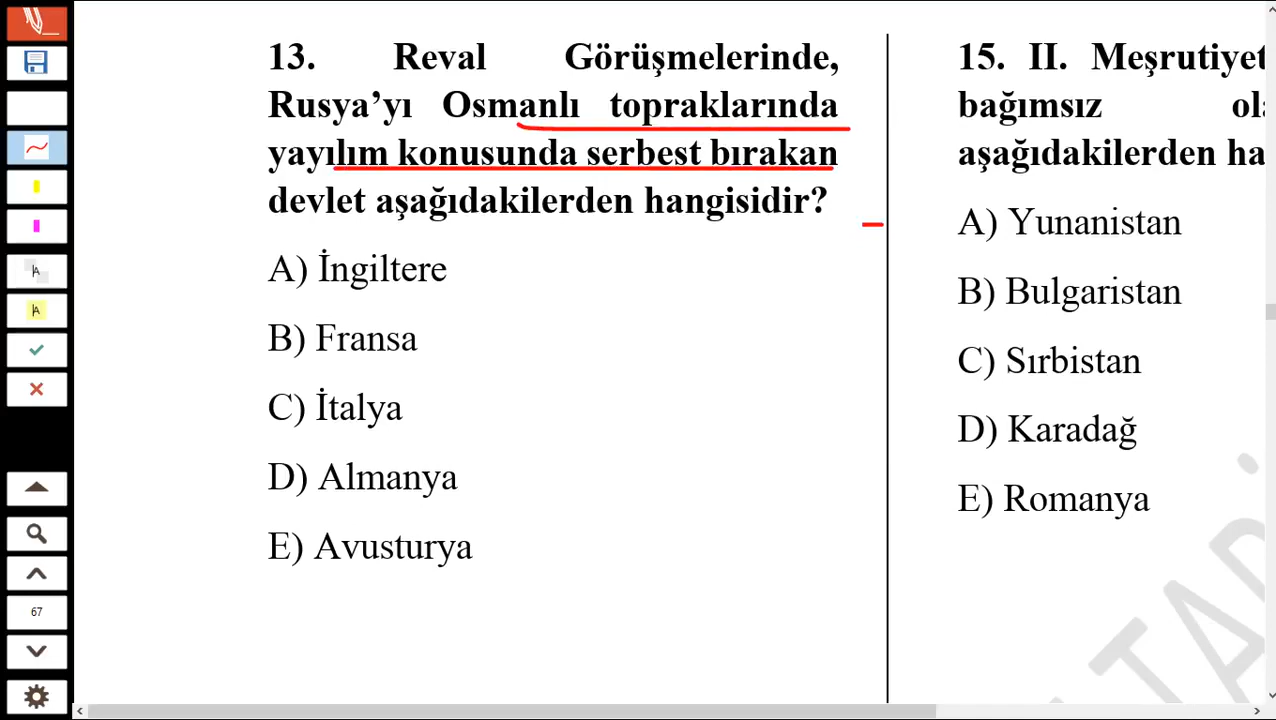 13. Reval Görüşmelerinde,
Rusya’yı Osmanlı topraklarında
yayılım konusunda serbest bırakan
devlet aşağıdakilerden hangisidir?
A) İngiltere
B) Fransa
C) İtalya
D) Almanya
E) Avusturya
15. II. Meşrutiyet
bağımsız
aşağıdakilerden
A) Yunanistan
B) Bulgaristan
C) Sırbistan
D) Karadağ
E) Romanya
67